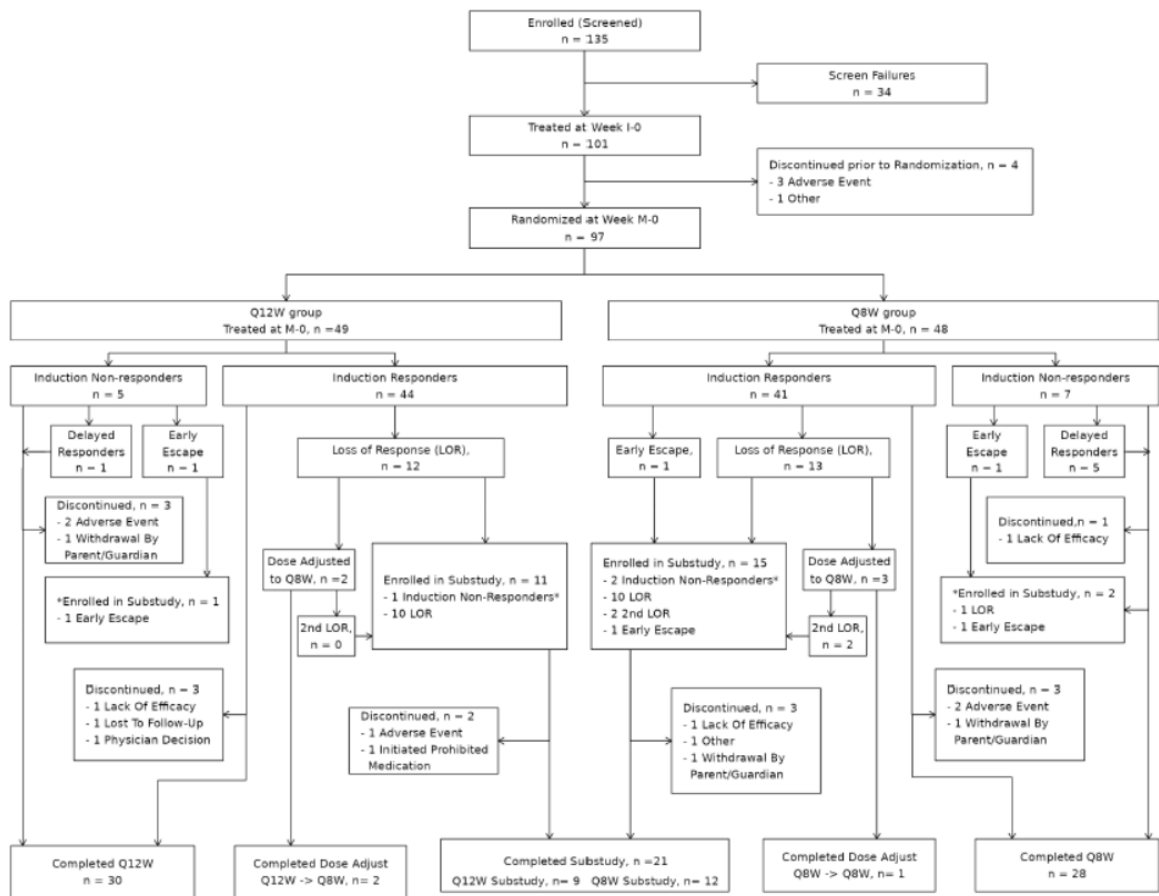 Enrolled (Screened)
n = 135
Screen Failures
n = 34
Treated at Week I-0
n = 101
Discontinued prior to Randomization, n = 4
- 3 Adverse Event
- 1 Other
Randomized at Week M-0
n = 97
Q12W group
Treated at M-0, n =49
Q8W group
Treated at M-0, n = 48
Induction Non-responders
n = 5
Induction Responders
n = 44
Induction Responders
n = 41
Induction Non-responders
n = 7
Delayed
Responders
n = 1
Early
Escape
n = 1
Loss of Response (LOR),
n = 12
Early Escape,
n = 1
Loss of Response (LOR),
n = 13
Early
Escape
n = 1
Delayed
Responders
n = 5
Discontinued, n = 3
- 2 Adverse Event
- 1 Withdrawal By
Parent/Guardian
Discontinued,n = 1
- 1 Lack Of Efficacy
Dose Adjusted
to Q8W, n =2
Enrolled in Substudy, n = 11
- 1 Induction Non-Responders*
- 10 LOR
Enrolled in Substudy, n = 15
- 2 Induction Non-Responders*
- 10 LOR
- 2 2nd LOR
- 1 Early Escape
Dose Adjusted
to Q8W, n =3
*Enrolled in Substudy, n = 1
- 1 Early Escape
*Enrolled in Substudy, n = 2
- 1 LOR
- 1 Early Escape
2nd LOR,
n = 0
2nd LOR,
n = 2
Discontinued, n = 3
- 1 Lack Of Efficacy
- 1 Lost To Follow-Up
- 1 Physician Decision
Discontinued, n = 2
- 1 Adverse Event
- 1 Initiated Prohibited
Medication
Discontinued, n = 3
- 1 Lack Of Efficacy
- 1 Other
- 1 Withdrawal By
Parent/Guardian
Discontinued, n = 3
- 2 Adverse Event
- 1 Withdrawal By
Parent/Guardian
Completed Q12W
n = 30
Completed Dose Adjust
Q12W -> Q8W, n= 2
Completed Substudy, n =21
Q12W Substudy, n= 9 Q8W Substudy, n= 12
Completed Dose Adjust
Q8W -> Q8W, n= 1
Completed Q8W
n = 28